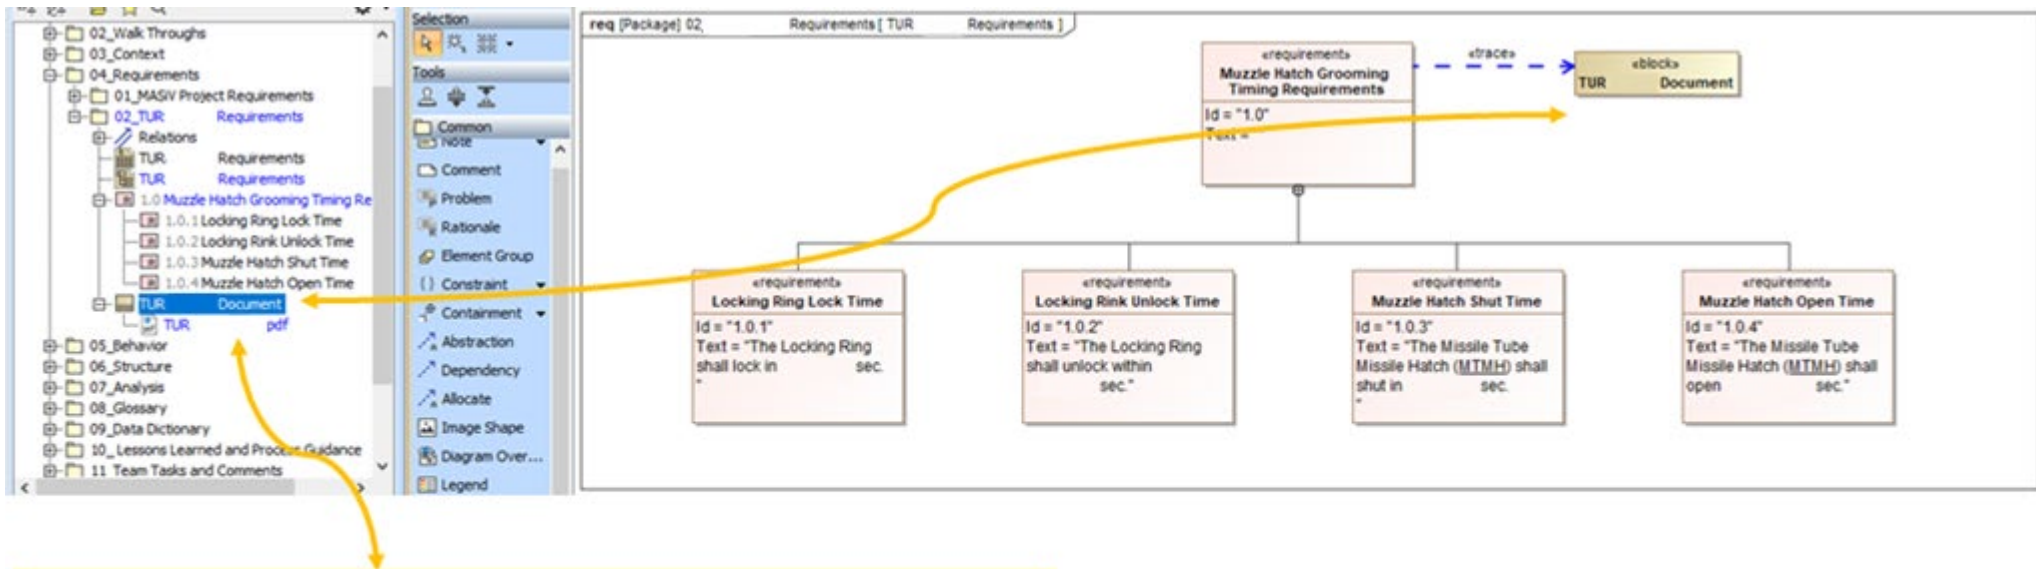 02_Walk Throughs
03_Context
04_Requirements
01_MASiV Project Requirements
02_TUR Requirements
Relations
TUR Requirements
TUR Requirements
1.0 Muzzle Hatch Grooming Timing Re
1.0.1 Locking Ring Lock Time
1.0.2 Locking Rink Unlock Time
1.0.3 Muzzle Hatch Shut Time
1.0.4 Muzzle Hatch Open Time
TUR Document
TUR pdf
05_Behavior
06_Structure
07_Analysis
08_Glossary
09_Data Dictionary
10_ Lessons Learned and Process Guidance
11 Team Tasks and Comments
Selection
Tools
Common
Note
Comment
Problem
Rationale
Element Group
{} Constraint
Containment
Abstraction
Dependency
Allocate
Image Shape
Diagram Over...
Legend
req [Package] 02_ Requirements [ TUR Requirements ]
«requirement»
Muzzle Hatch Grooming
Timing Requirements
Id = "1.0"
Text = "
«trace»
«block»
TUR Document
«requirement»
Locking Ring Lock Time
Id = "1.0.1"
Text = "The Locking Ring
shall lock in sec.
"
«requirement»
Locking Rink Unlock Time
Id = "1.0.2"
Text = "The Locking Ring
shall unlock within
sec."
«requirement»
Muzzle Hatch Shut Time
Id = "1.0.3"
Text = "The Missile Tube
Missile Hatch (MTMH) shall
shut in sec.
"
«requirement»
Muzzle Hatch Open Time
Id = "1.0.4"
Text = "The Missile Tube
Missile Hatch (MTMH) shall
open sec."